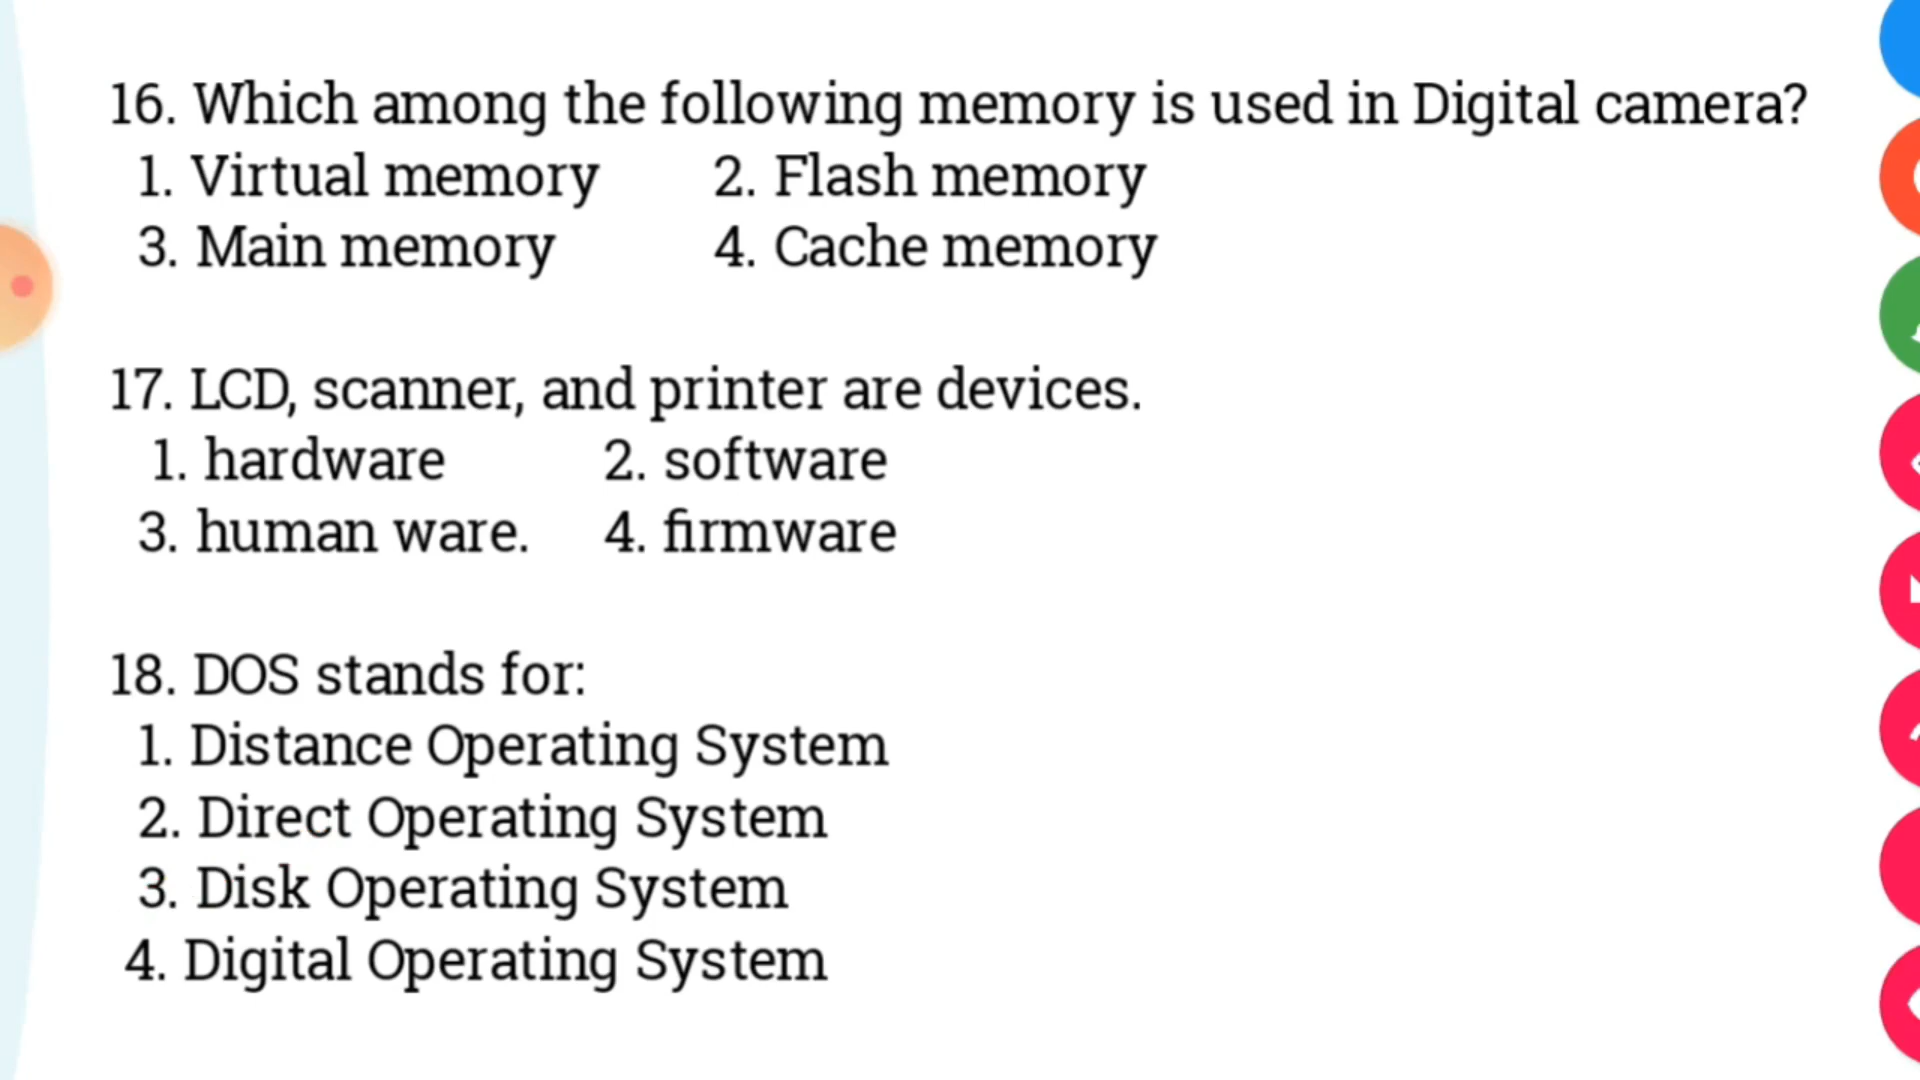 16. Which among the following memory is used in Digital camera?
1. Virtual memory 2. Flash memory
3. Main memory 4. Cache memory
17. LCD, scanner, and printer are devices.
1. hardware 2. software
3. human ware. 4. firmware
18. DOS stands for:
1. Distance Operating System
2. Direct Operating System
3. Disk Operating System
4. Digital Operating System